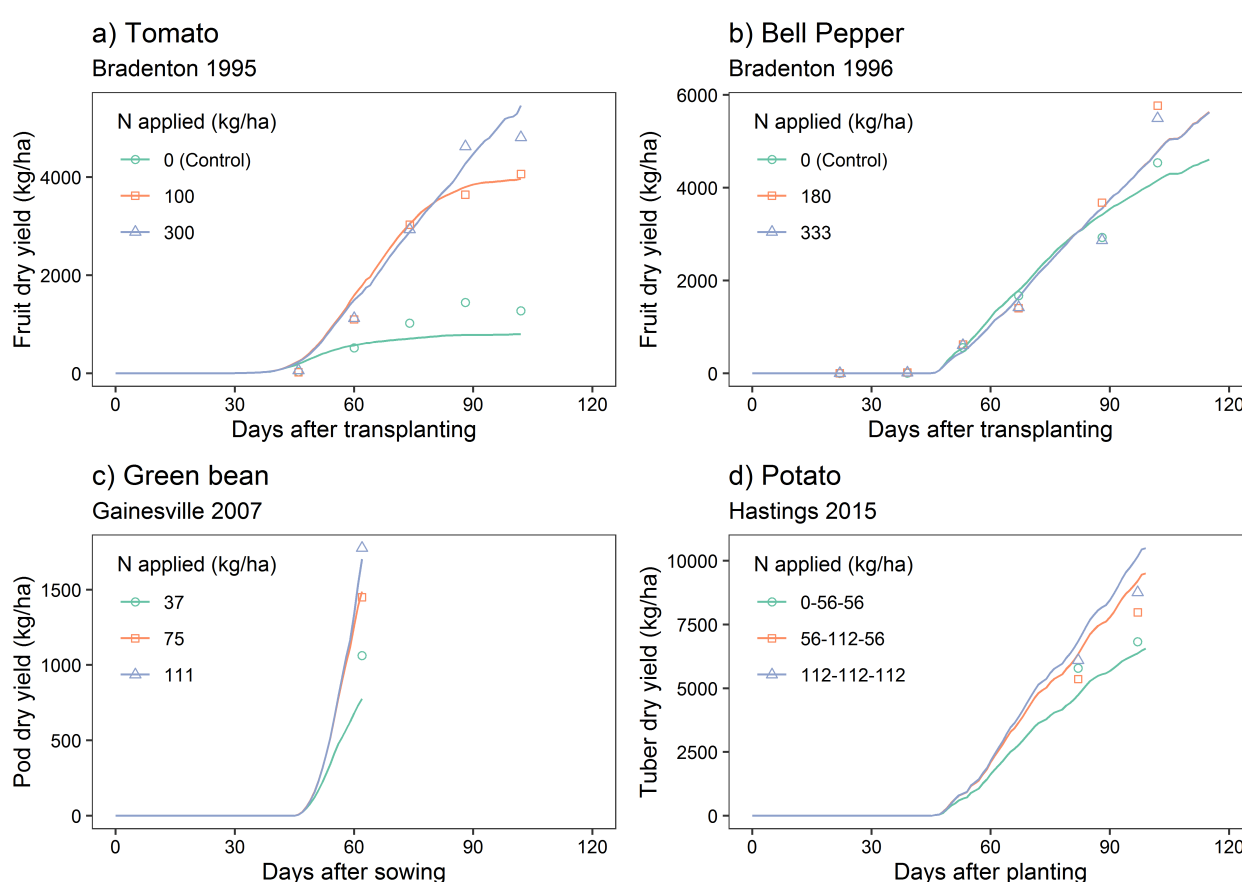 a) Tomato
Bradenton 1995
Fruit dry yield (kg/ha)
N applied (kg/ha)
0 (Control)
100
300
4000
2000
0
0 30 60 90 120
Days after transplanting
b) Bell Pepper
Bradenton 1996
Fruit dry yield (kg/ha)
N applied (kg/ha)
0 (Control)
180
333
6000
4000
2000
0
0 30 60 90 120
Days after transplanting
c) Green bean
Gainesville 2007
Pod dry yield (kg/ha)
N applied (kg/ha)
37
75
111
1500
1000
500
0
0 30 60 90 120
Days after sowing
d) Potato
Hastings 2015
Tuber dry yield (kg/ha)
N applied (kg/ha)
0-56-56
56-112-56
112-112-112
10000
7500
5000
2500
0
0 30 60 90 120
Days after planting